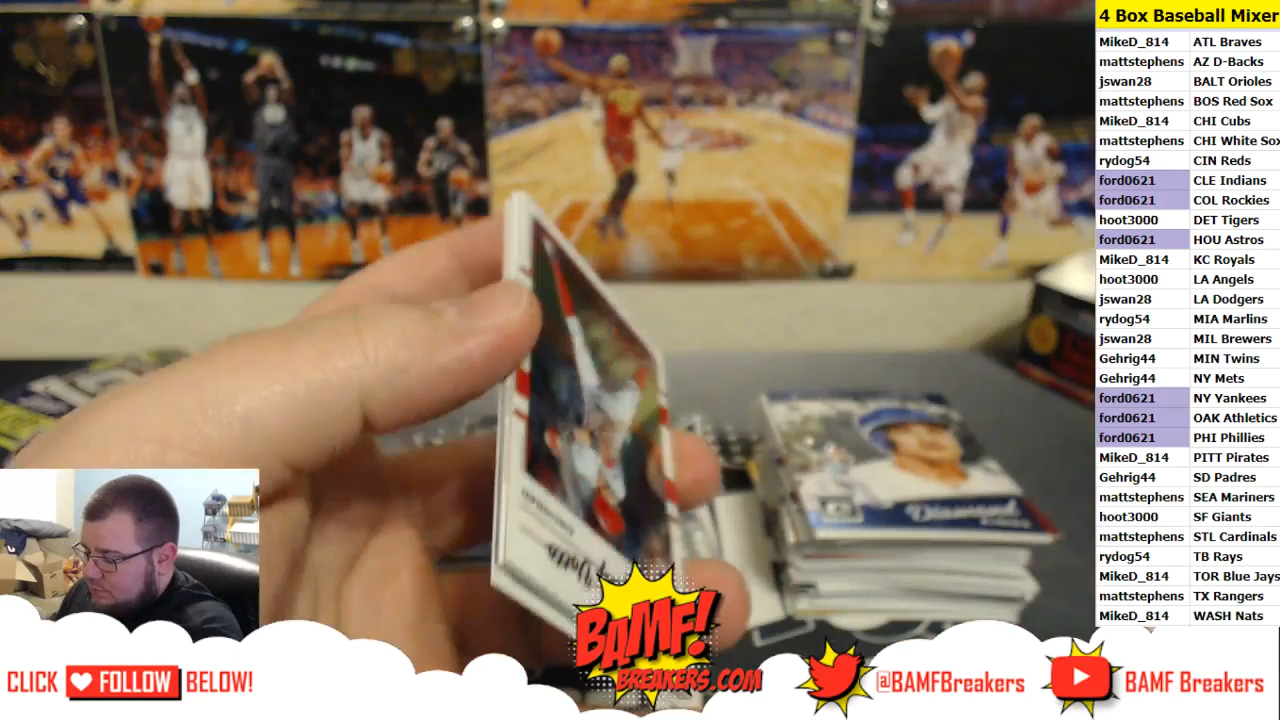 4 Box Baseball Mixer
MikeD_814 ATL Braves
mattstephens AZ D-Backs
jswan28 BALT Orioles
mattstephens BOS Red Sox
MikeD_814 CHI Cubs
mattstephens CHI White Sox
rydog54 CIN Reds
ford0621 CLE Indians
ford0621 COL Rockies
hoot3000 DET Tigers
ford0621 HOU Astros
MikeD_814 KC Royals
hoot3000 LA Angels
jswan28 LA Dodgers
rydog54 MIA Marlins
jswan28 MIL Brewers
Gehrig44 MIN Twins
Gehrig44 NY Mets
ford0621 NY Yankees
ford0621 OAK Athletics
ford0621 PHI Phillies
MikeD_814 PITT Pirates
Gehrig44 SD Padres
mattstephens SEA Mariners
hoot3000 SF Giants
mattstephens STL Cardinals
rydog54 TB Rays
MikeD_814 TOR Blue Jays
mattstephens TX Rangers
MikeD_814 WASH Nats
Diamond
Votto
CLICK FOLLOW BELOW!
BAMF!
BREAKERS.COM
@BAMFBreakers
BAMF Breakers